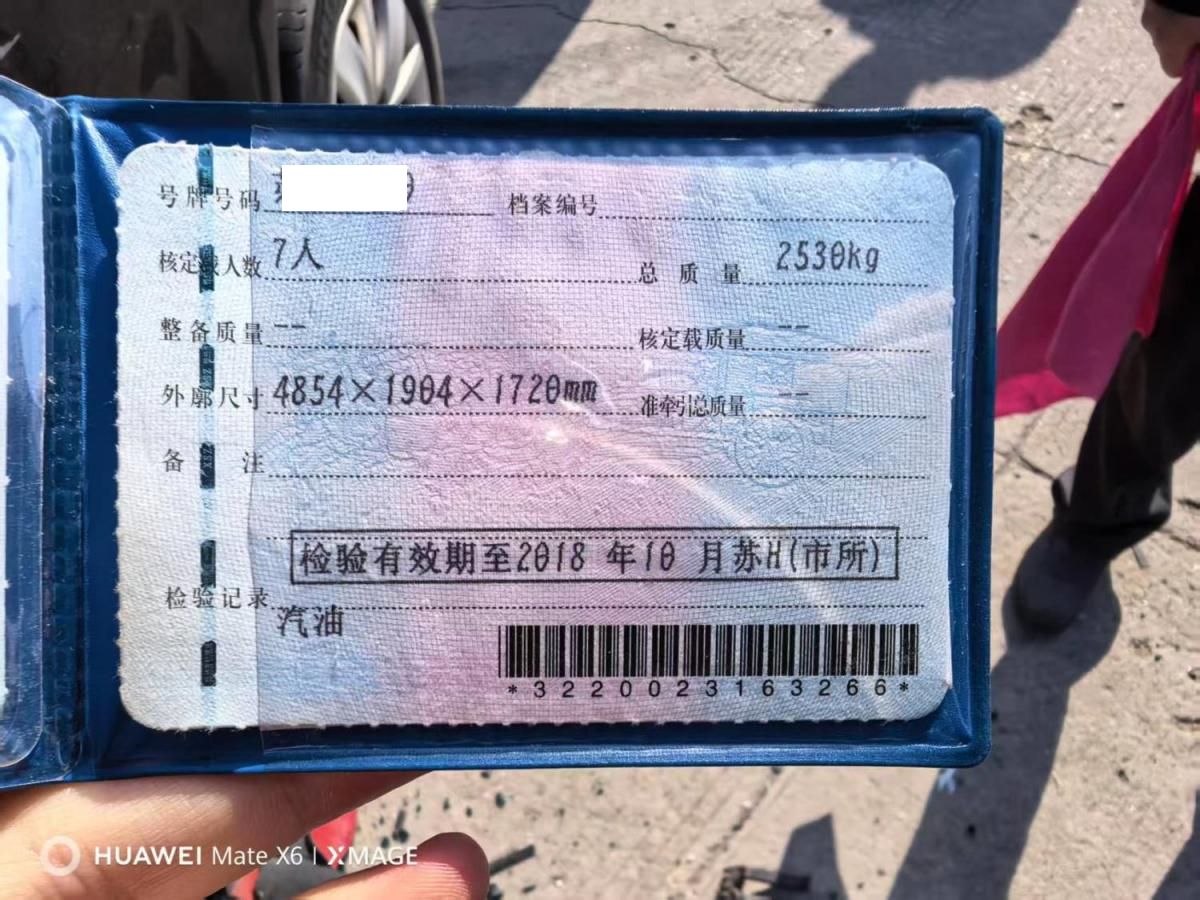 号牌号码 档案编号
核定载人数 7人 总质量 2530kg
整备质量 -- 核定载质量 --
外廓尺寸 4854×1904×1720mm 准牵引总质量 --
备注
检验有效期至2018年10月苏H(市所)
检验记录
汽油
*3220023163266*
HUAWEI Mate X6 | XMAGE